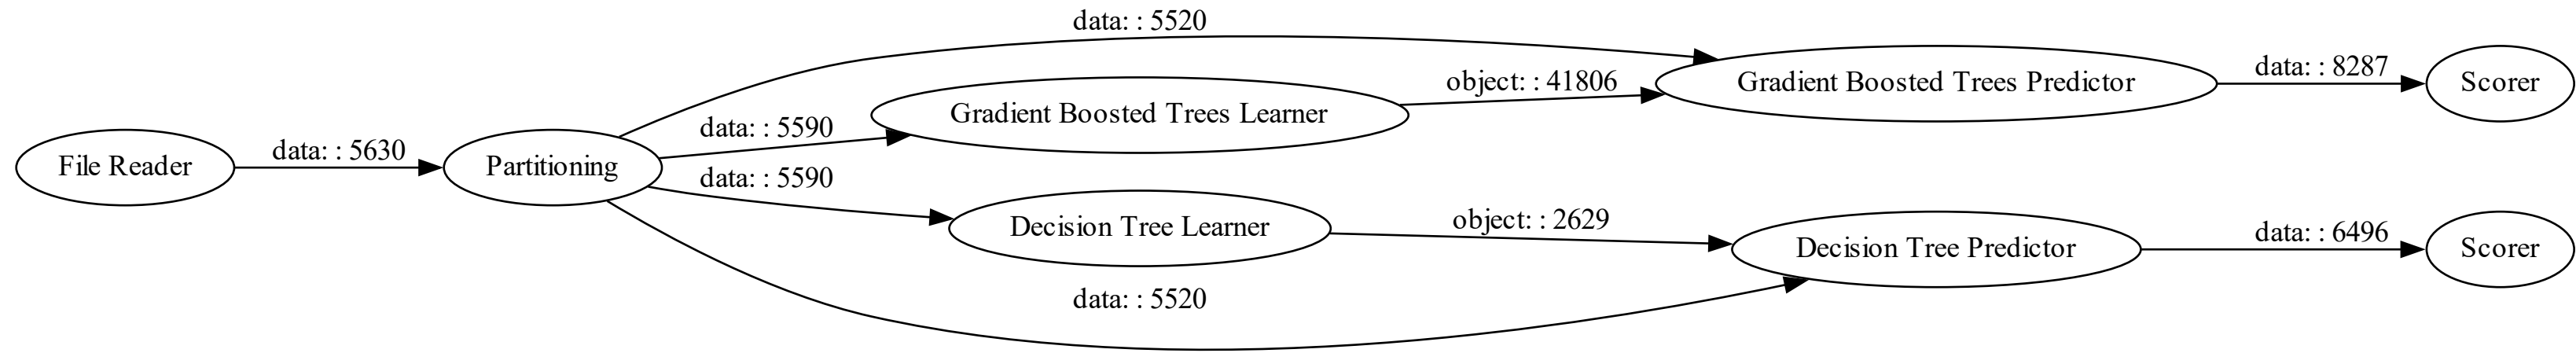 data: : 5520
Gradient Boosted Trees Predictor
data: : 8287
Scorer
object: : 41806
Gradient Boosted Trees Learner
data: : 5590
File Reader
data: : 5630
Partitioning
data: : 5590
Decision Tree Learner
object: : 2629
Decision Tree Predictor
data: : 6496
Scorer
data: : 5520